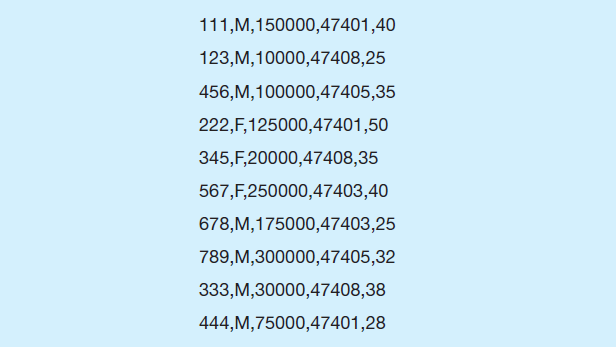 111,M,150000,47401,40
123,M,10000,47408,25
456,M,100000,47405,35
222,F,125000,47401,50
345,F,20000,47408,35
567,F,250000,47403,40
678,M,175000,47403,25
789,M,300000,47405,32
333,M,30000,47408,38
444,M,75000,47401,28